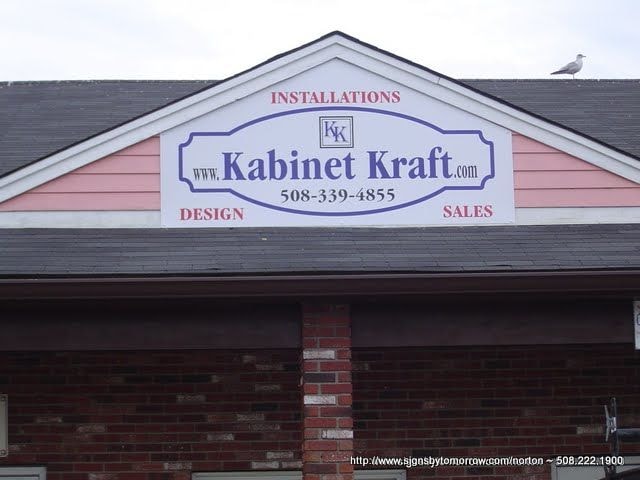 INSTALLATIONS
KK
www.Kabinet Kraft.com
508-339-4855
DESIGN SALES
http://www.signsbytomorrow.com/norton ~ 508.222.1900